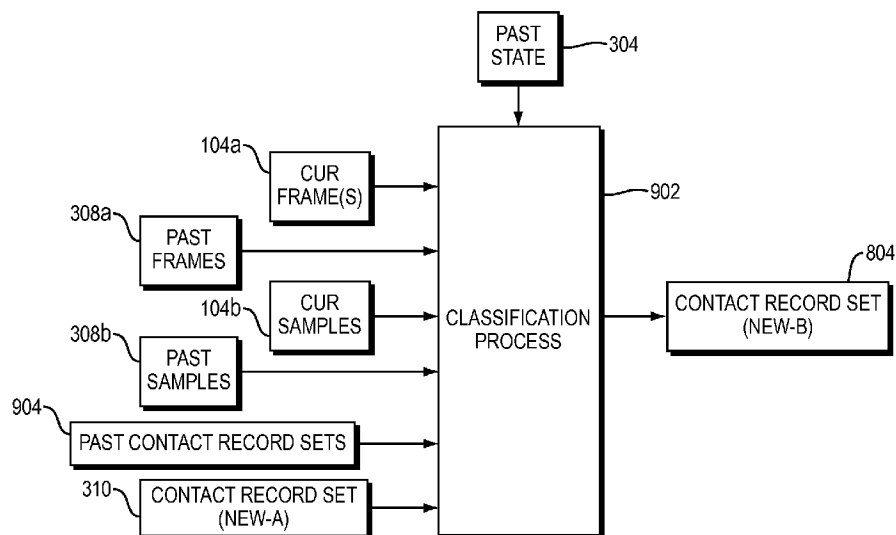 PAST
STATE
304
104a
CUR
FRAME(S)
902
308a
PAST
FRAMES
804
104b
CUR
SAMPLES
CLASSIFICATION
PROCESS
CONTACT RECORD SET
(NEW-B)
308b
PAST
SAMPLES
904
PAST CONTACT RECORD SETS
310
CONTACT RECORD SET
(NEW-A)